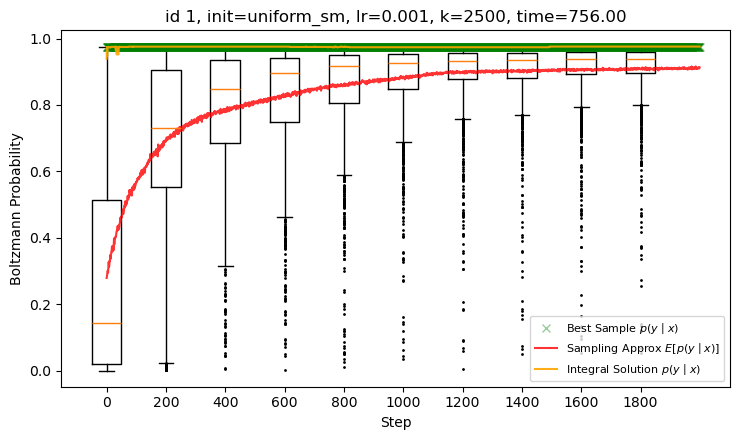 id 1, init=uniform_sm, lr=0.001, k=2500, time=756.00
Boltzmann Probability
1.0
0.8
0.6
0.4
0.2
0.0
Best Sample p(y | x)
Sampling Approx E[p(y | x)]
Integral Solution p(y | x)
0 200 400 600 800 1000 1200 1400 1600 1800
Step